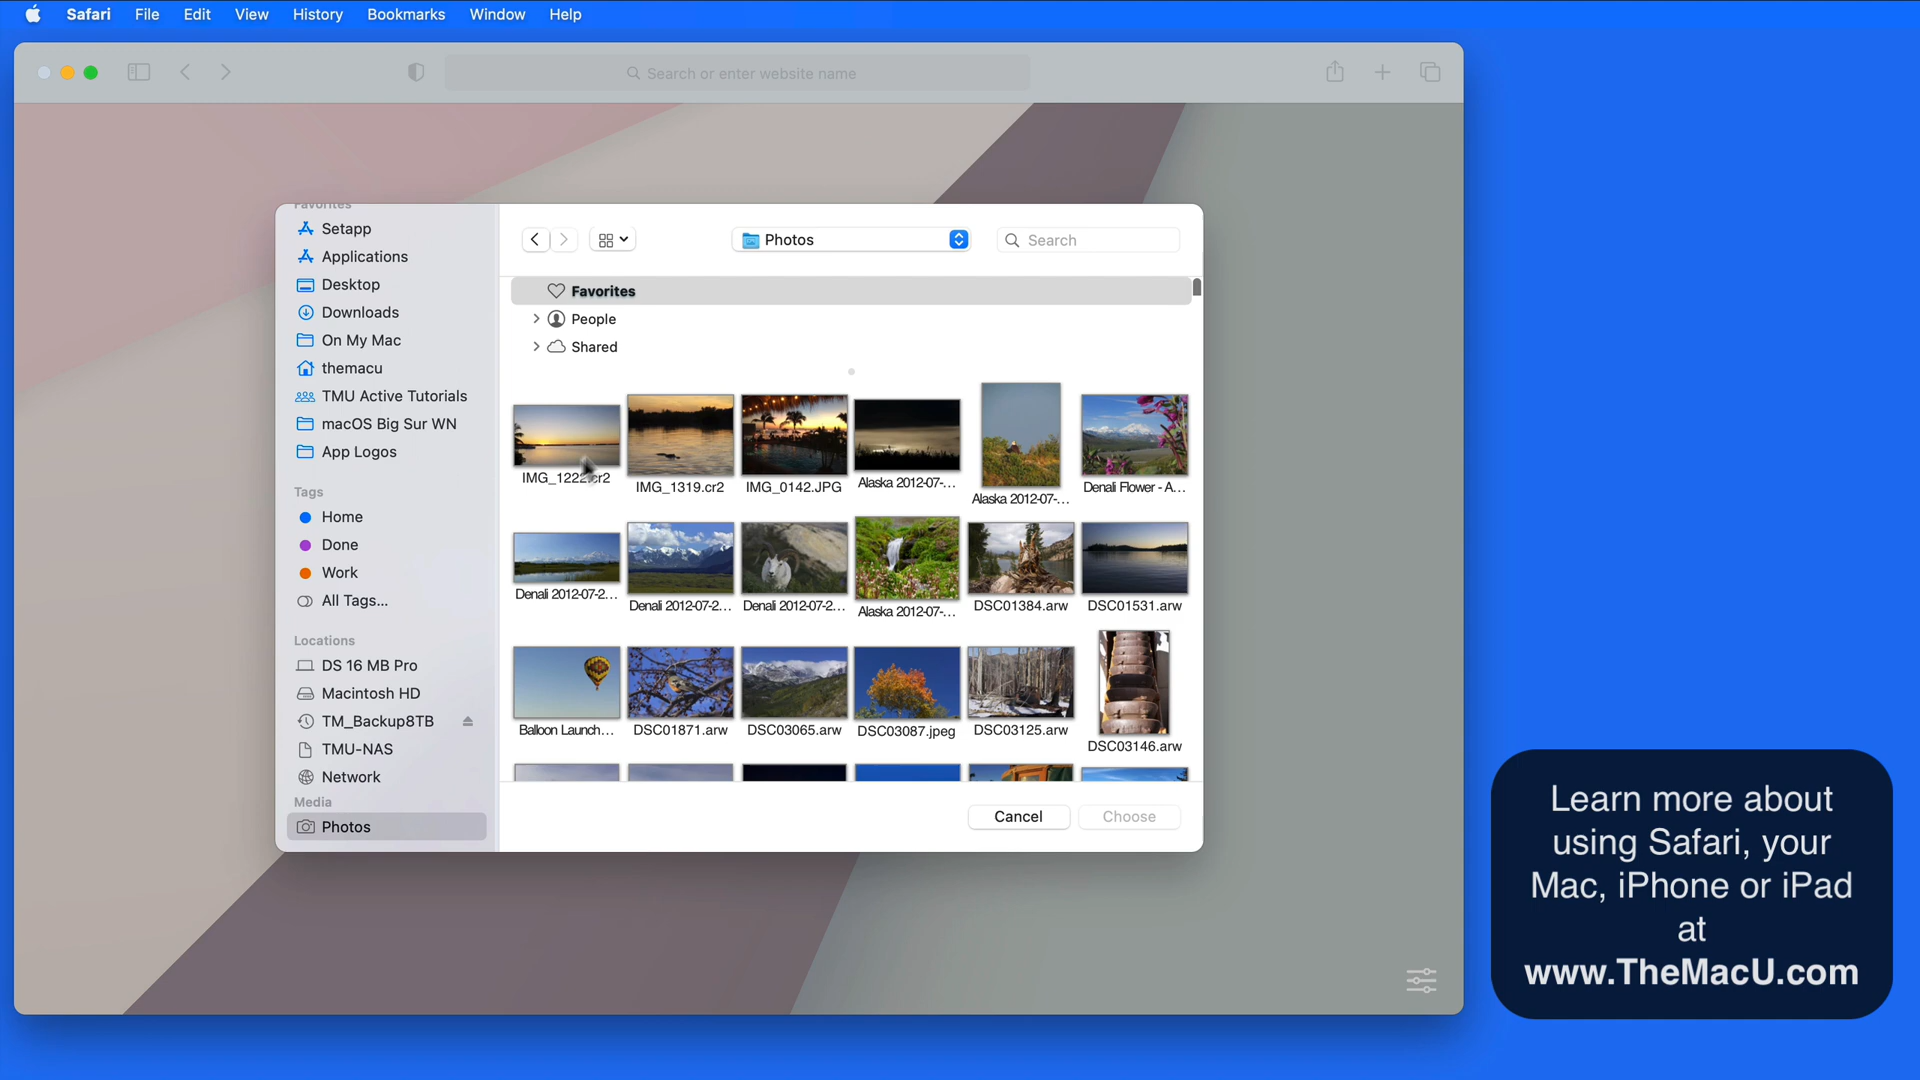 Safari File Edit View History Bookmarks Window Help
Search or enter website name
Favorites
Setapp
Applications
Desktop
Downloads
On My Mac
themacu
TMU Active Tutorials
macOS Big Sur WN
App Logos
Tags
Home
Done
Work
All Tags...
Locations
DS 16 MB Pro
Macintosh HD
TM_Backup8TB
TMU-NAS
Network
Media
Photos
Photos
Search
Favorites
People
Shared
IMG_1222.cr2 IMG_1319.cr2 IMG_0142.JPG Alaska 2012-07-... Alaska 2012-07-... Denali Flower - A...
Denali 2012-07-2... Denali 2012-07-2... Denali 2012-07-2... Alaska 2012-07-... DSC01384.arw DSC01531.arw
Balloon Launch... DSC01871.arw DSC03065.arw DSC03087.jpeg DSC03125.arw DSC03146.arw
Cancel Choose
Learn more about
using Safari, your
Mac, iPhone or iPad
at
www.TheMacU.com